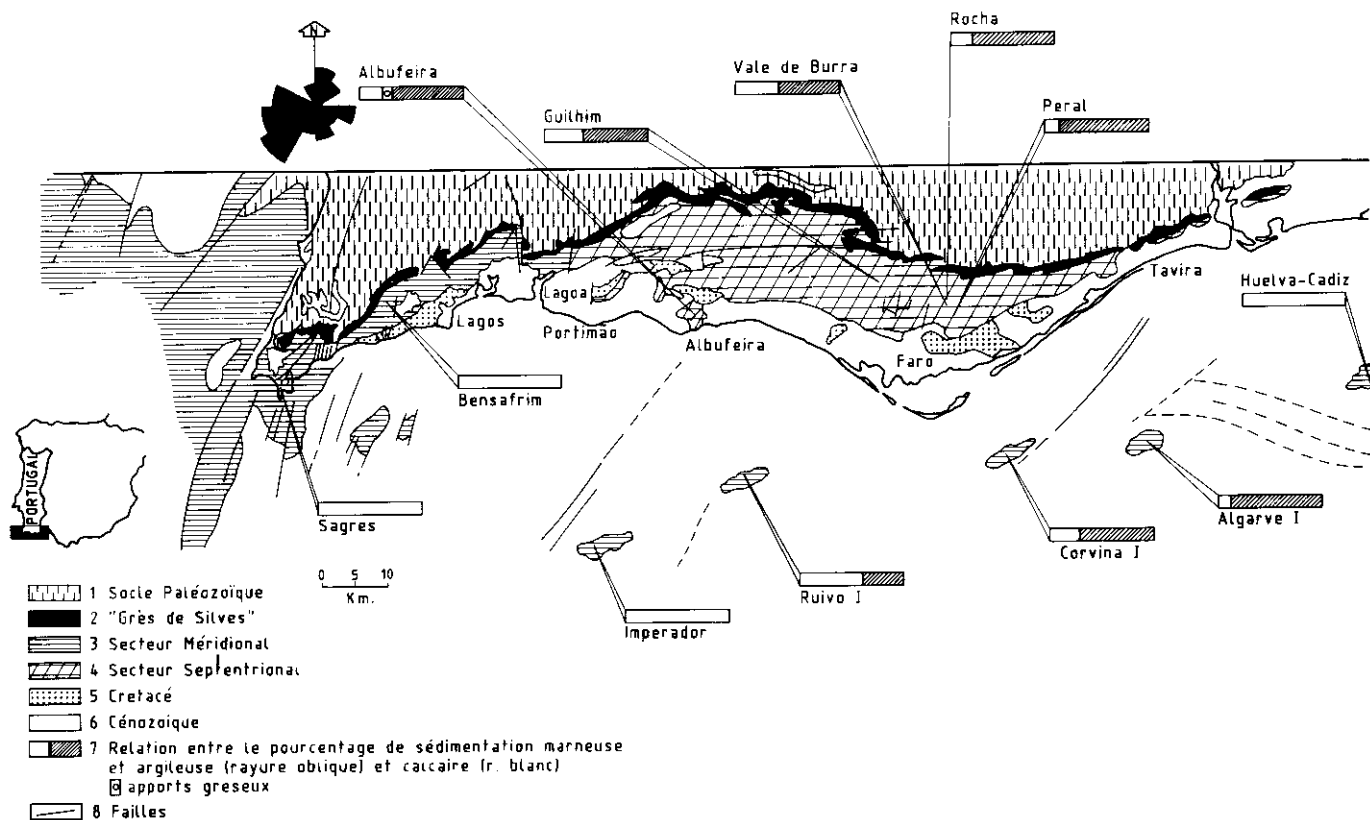 N
Rocha
Albufeira
Vale de Burra
Guilhim
Peral
Tavira
Huelva-Cadiz
Lagoa
Lagos
Portimão
Albufeira
Faro
Bensafrim
PORTUGAL
Sagres
Algarve I
Corvina I
Ruivo I
Imperador
0 5 10
Km.
1 Socle Paléozoïque
2 "Grès de Silves"
3 Secteur Méridional
4 Secteur Septentrional
5 Cretacé
6 Cénozoique
7 Relation entre le pourcentage de sédimentation marneuse
et argileuse (rayure oblique) et calcaire (r. blanc)
apports greseux
8 Failles